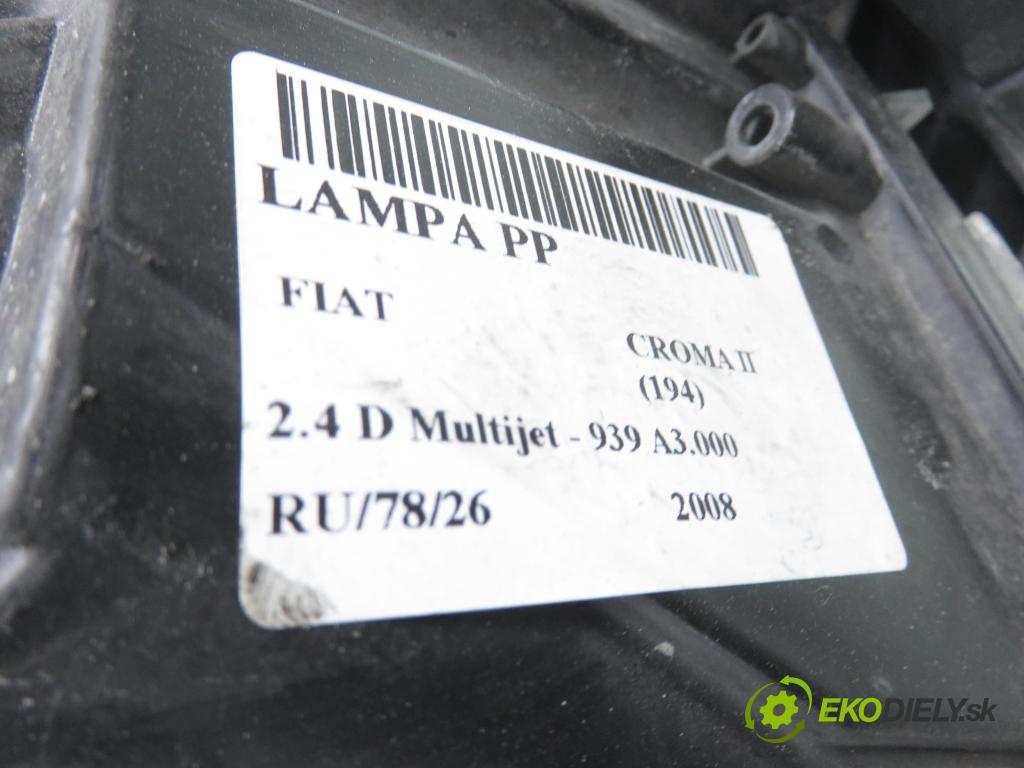 LAMPA PP
FIAT
CROMA II
(194)
2.4 D Multijet - 939 A3.000
RU/78/26 2008
EKODIELY.sk